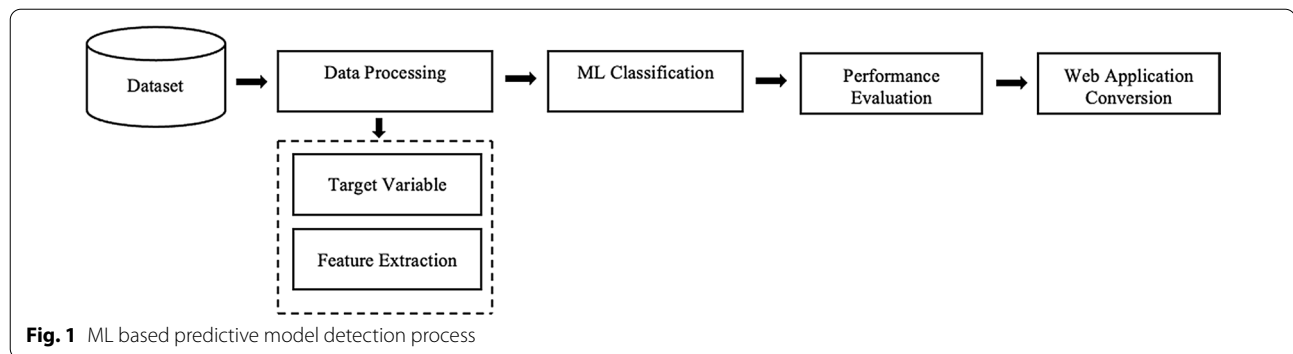 Dataset
Data Processing
ML Classification
Performance
Evaluation
Web Application
Conversion
Target Variable
Feature Extraction
Fig. 1 ML based predictive model detection process